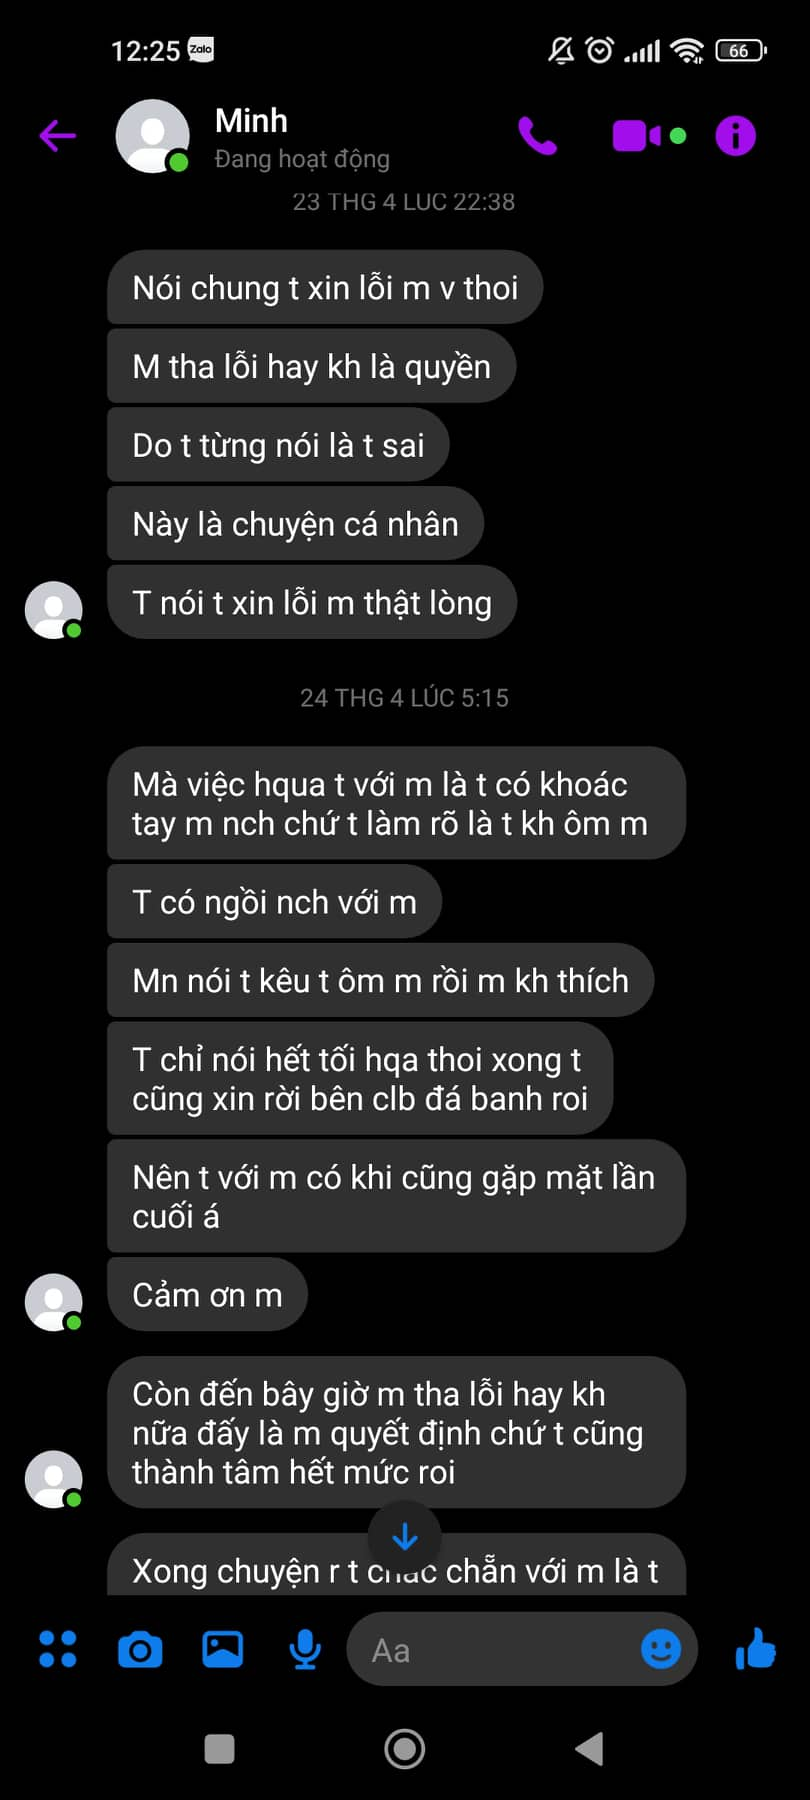 12:25 Zalo
66
Minh
Đang hoạt động
23 THG 4 LÚC 22:38
Nói chung t xin lỗi m v thoi
M tha lỗi hay kh là quyền
Do t từng nói là t sai
Này là chuyện cá nhân
T nói t xin lỗi m thật lòng
24 THG 4 LÚC 5:15
Mà việc hqua t với m là t có khoác
tay m nch chứ t làm rõ là t kh ôm m
T có ngồi nch với m
Mn nói t kêu t ôm m rồi m kh thích
T chỉ nói hết tối hqa thoi xong t
cũng xin rời bên clb đá banh roi
Nên t với m có khi cũng gặp mặt lần
cuối á
Cảm ơn m
Còn đến bây giờ m tha lỗi hay kh
nữa đấy là m quyết định chứ t cũng
thành tâm hết mức roi
Xong chuyện r t chắc chẵn với m là t
Aa